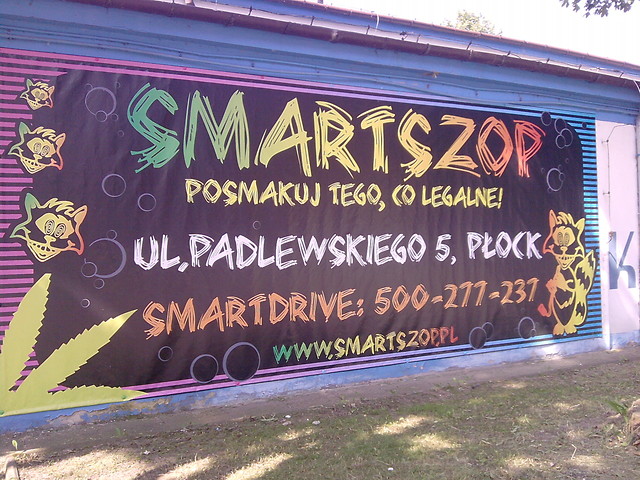 SMARTSZOP
POSMAKUJ TEGO, CO LEGALNE!
UL.PADLEWSKIEGO 5, PŁOCK
SMARTDRIVE: 500-277-237
WWW.SMARTSZOP.PL
K